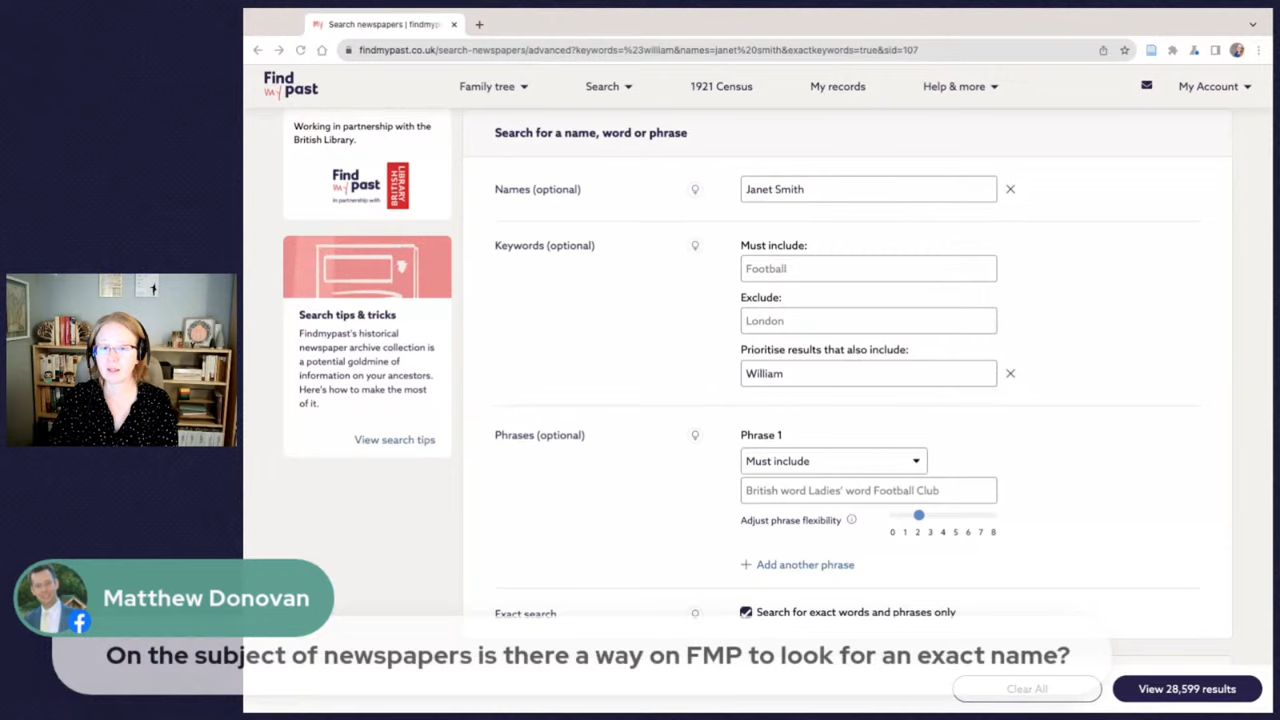 Search newspapers | findmyp
findmypast.co.uk/search-newspapers/advanced?keywords=%23william&names=janet%20smith&exactkeywords=true&sid=107
Find my past
Family tree
Search
1921 Census
My records
Help & more
My Account
Working in partnership with the
British Library.
Find my past
in partnership with
BRITISH LIBRARY
Search tips & tricks
Findmypast's historical
newspaper archive collection is
a potential goldmine of
information on your ancestors.
Here's how to make the most
of it.
View search tips
Search for a name, word or phrase
Names (optional)
Janet Smith
Keywords (optional)
Must include:
Football
Exclude:
London
Prioritise results that also include:
William
Phrases (optional)
Phrase 1
Must include
British word Ladies' word Football Club
Adjust phrase flexibility
0 1 2 3 4 5 6 7 8
+ Add another phrase
Exact search
Search for exact words and phrases only
Matthew Donovan
On the subject of newspapers is there a way on FMP to look for an exact name?
Clear All
View 28,599 results